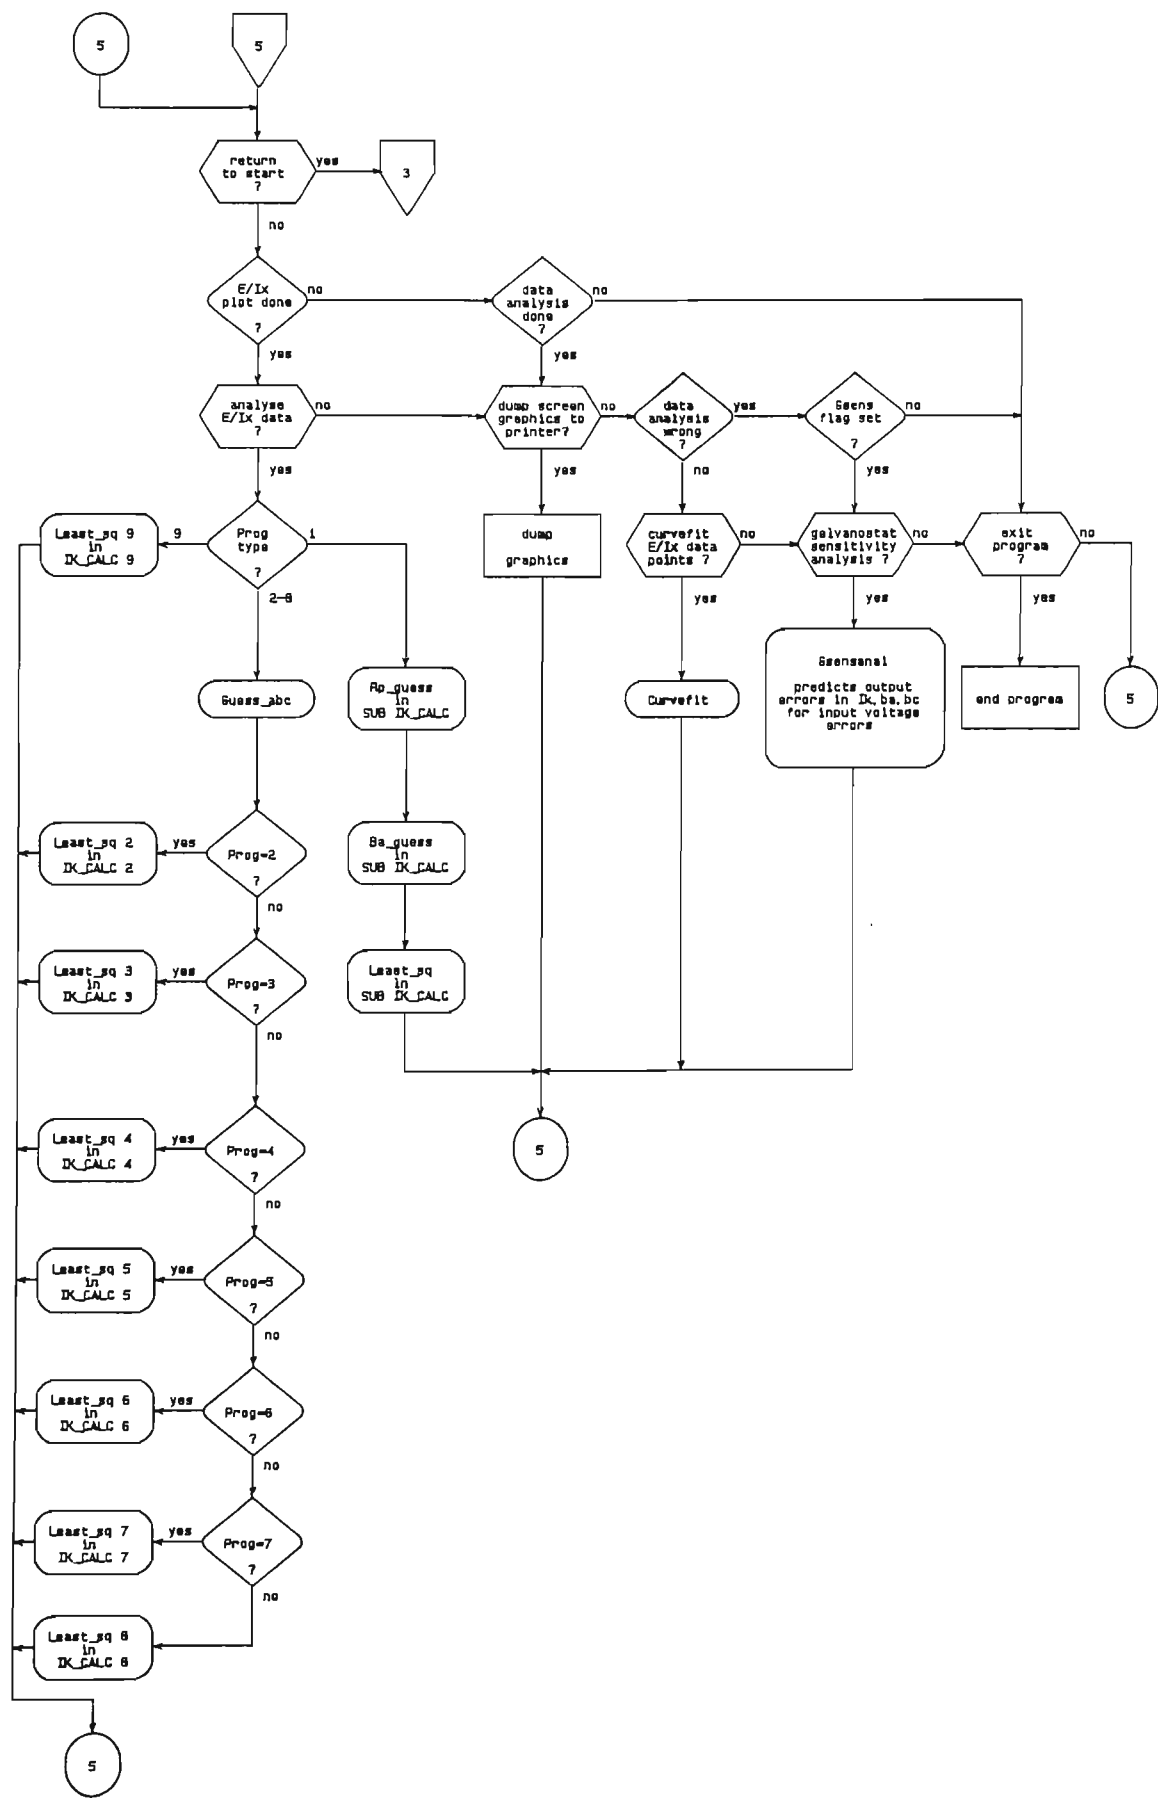 5
5
return
to start
?
yes
3
no
E/Ix
plot done
?
no
data
analysis
done
?
no
yes
yes
analyse
E/Ix data
?
no
dump screen
graphics to
printer?
no
data
analysis
wrong
?
yes
Gsens
flag set
?
no
yes
yes
no
yes
Least_sq 9
in
IK_CALC 9
9
Prog
type
?
1
dump
graphics
curvefit
E/Ix data
points ?
no
galvanostat
sensitivity
analysis ?
no
exit
program
?
no
2-8
yes
yes
yes
Guess_abc
Rp_guess
in
SUB IK_CALC
Curvefit
Gsensanal
predicts output
errors in Ik,ba,bc
for input voltage
errors
end program
5
Least_sq 2
in
IK_CALC 2
yes
Prog=2
?
Ba_guess
in
SUB IK_CALC
no
Least_sq 3
in
IK_CALC 3
yes
Prog=3
?
Least_sq
in
SUB IK_CALC
no
Least_sq 4
in
IK_CALC 4
yes
Prog=4
?
5
no
Least_sq 5
in
IK_CALC 5
yes
Prog=5
?
no
Least_sq 6
in
IK_CALC 6
yes
Prog=6
?
no
Least_sq 7
in
IK_CALC 7
yes
Prog=7
?
no
Least_sq 8
in
IK_CALC 8
5